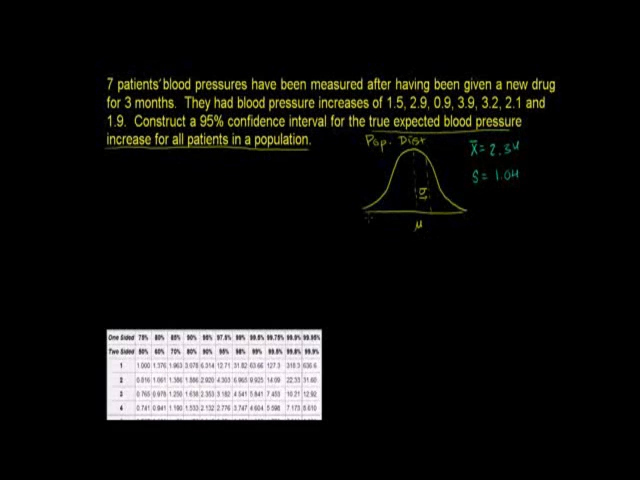 7 patients' blood pressures have been measured after having been given a new drug
for 3 months. They had blood pressure increases of 1.5, 2.9, 0.9, 3.9, 3.2, 2.1 and
1.9. Construct a 95% confidence interval for the true expected blood pressure
increase for all patients in a population.
Pop. Dist
x̄ = 2.34
S = 1.04
σ
μ
One Sided 75% 80% 85% 90% 95% 97.5% 99% 99.5% 99.75% 99.9% 99.95%
Two Sided 50% 60% 70% 80% 90% 95% 98% 99% 99.5% 99.8% 99.9%
1 1.000 1.376 1.963 3.078 6.314 12.71 31.82 63.66 127.3 318.3 636.6
2 0.816 1.061 1.386 1.886 2.920 4.303 6.965 9.925 14.09 22.33 31.60
3 0.765 0.978 1.250 1.638 2.353 3.182 4.541 5.841 7.453 10.21 12.92
4 0.741 0.941 1.190 1.533 2.132 2.776 3.747 4.604 5.598 7.173 8.610